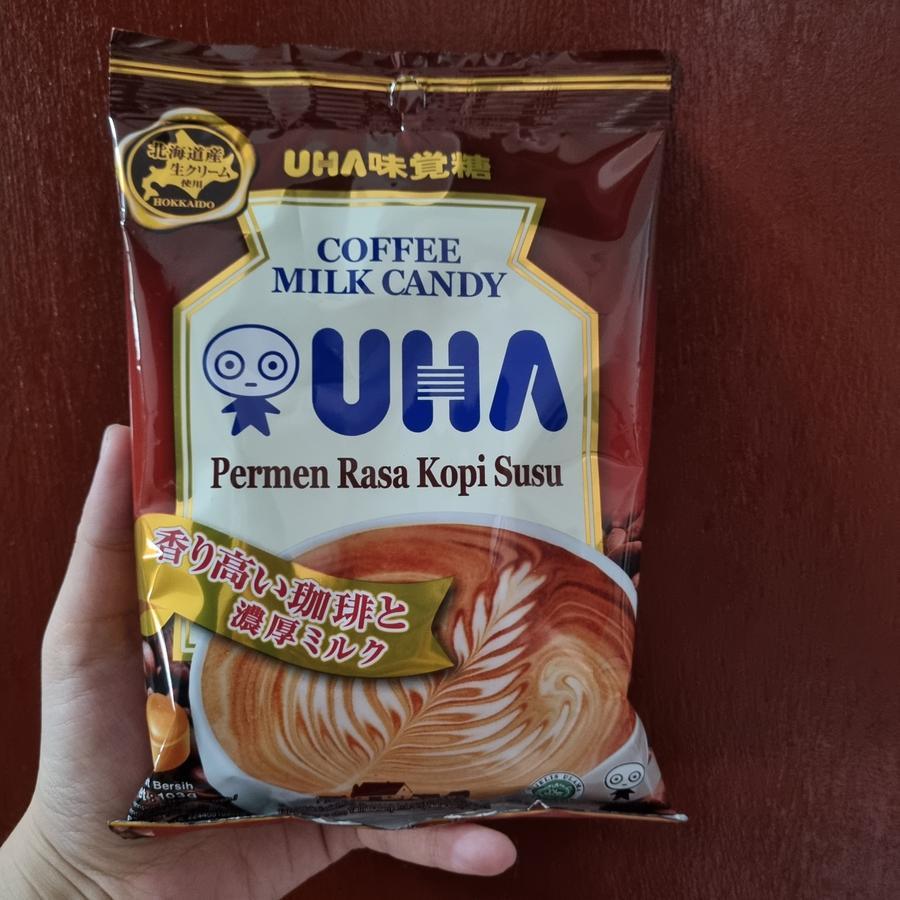 北海道産
生クリーム
使用
HOKKAIDO
UHA味覚糖
COFFEE
MILK CANDY
UHA
Permen Rasa Kopi Susu
香り高い珈琲と
濃厚ミルク
Bersih
103g